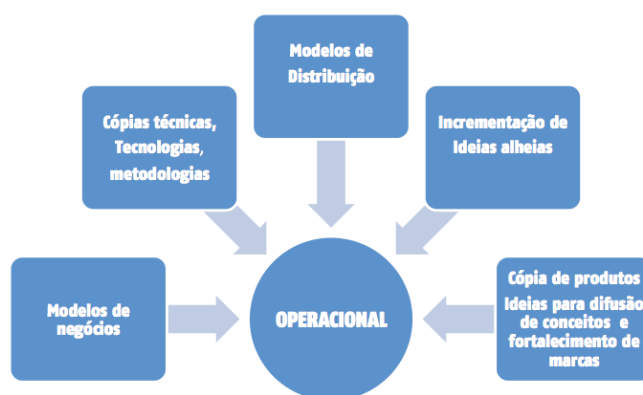 Modelos de
Distribuição
Cópias técnicas,
Tecnologias,
metodologias
Incrementação de
Ideias alheias
Modelos de
negócios
OPERACIONAL
Cópia de produtos
Ideias para difusão
de conceitos e
fortalecimento de
marcas